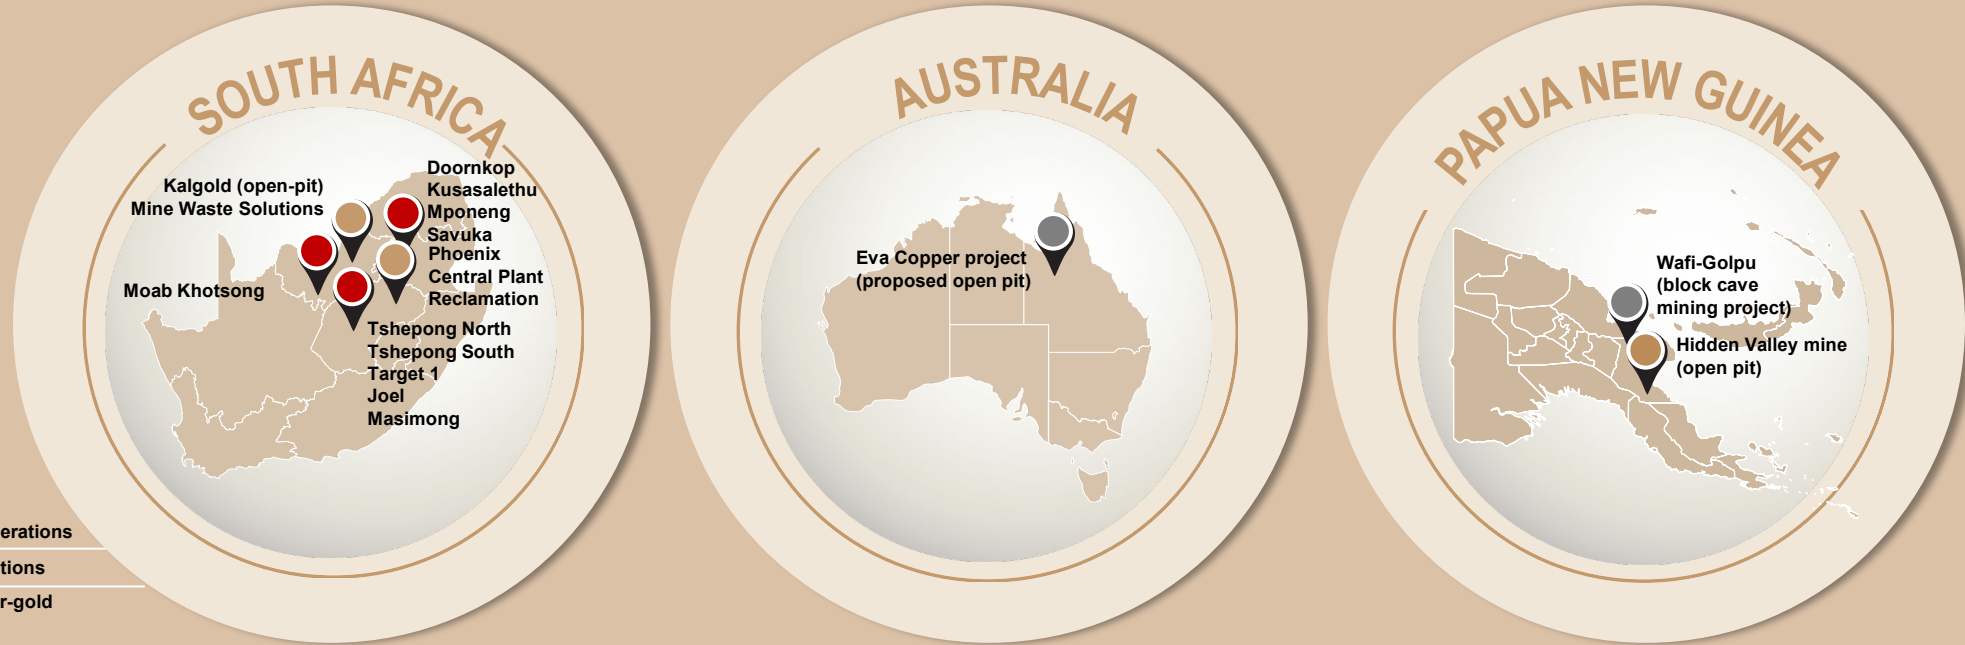 SOUTH AFRICA
Kalgold (open-pit)
Mine Waste Solutions
Doornkop
Kusasalethu
Mponeng
Savuka
Phoenix
Central Plant
Reclamation
Moab Khotsong
Tshepong North
Tshepong South
Target 1
Joel
Masimong
erations
tions
r-gold
AUSTRALIA
Eva Copper project
(proposed open pit)
PAPUA NEW GUINEA
Wafi-Golpu
(block cave
mining project)
Hidden Valley mine
(open pit)